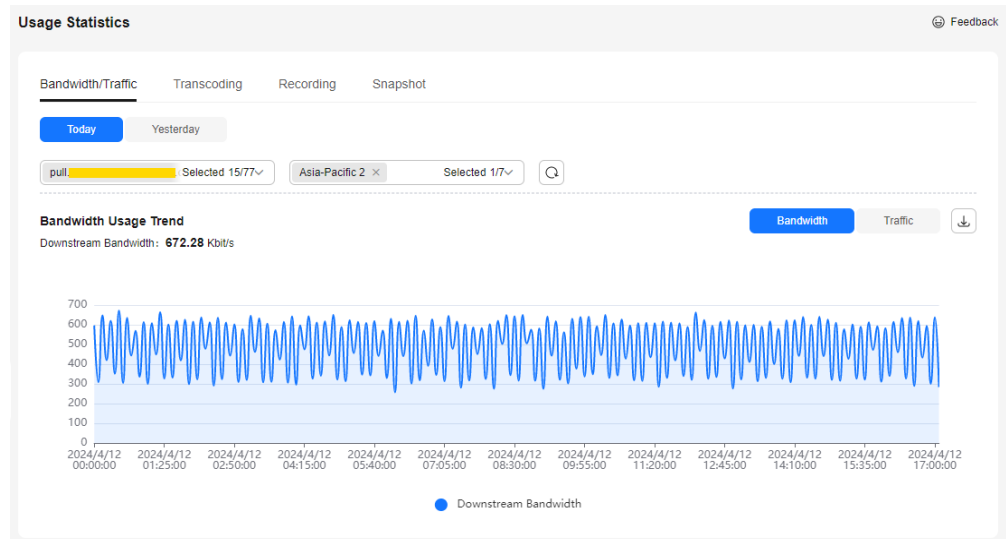 Usage Statistics
Feedback
Bandwidth/Traffic Transcoding Recording Snapshot
Today Yesterday
pull. Selected 15/77 Asia-Pacific 2 × Selected 1/7
Bandwidth Usage Trend
Bandwidth Traffic
Downstream Bandwidth: 672.28 Kbit/s
700
600
500
400
300
200
100
0
2024/4/12 2024/4/12 2024/4/12 2024/4/12 2024/4/12 2024/4/12 2024/4/12 2024/4/12 2024/4/12 2024/4/12 2024/4/12 2024/4/12 2024/4/12
00:00:00 01:25:00 02:50:00 04:15:00 05:40:00 07:05:00 08:30:00 09:55:00 11:20:00 12:45:00 14:10:00 15:35:00 17:00:00
Downstream Bandwidth